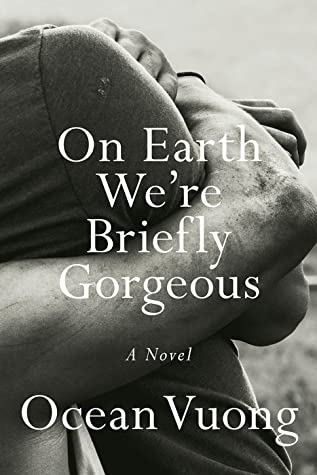 On Earth
We're
Briefly
Gorgeous
A Novel
Ocean Vuong